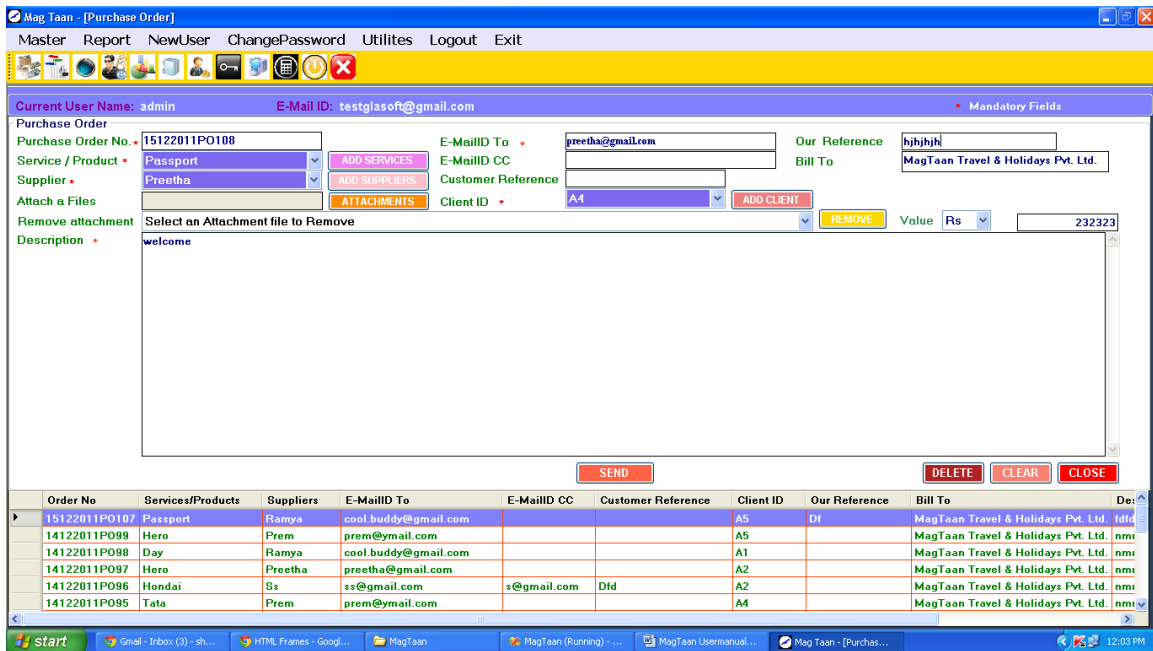 Mag Taan - [Purchase Order]
Master Report NewUser ChangePassword Utilites Logout Exit
Current User Name: admin E-Mail ID: testglasoft@gmail.com * Mandatory Fields
Purchase Order
Purchase Order No. * 15122011PO108 E-MailID To * preetha@gmail.com Our Reference hjhjhjh
Service / Product * Passport ADD SERVICES E-MailID CC Bill To MagTaan Travel & Holidays Pvt. Ltd.
Supplier * Preetha ADD SUPPLIERS Customer Reference
Attach a Files ATTACHMENTS Client ID * A4 ADD CLIENT
Remove attachment Select an Attachment file to Remove REMOVE Value Rs 232323
Description * welcome
SEND DELETE CLEAR CLOSE
Order No Services/Products Suppliers E-MailID To E-MailID CC Customer Reference Client ID Our Reference Bill To
15122011PO107 Passport Ramya cool.buddy@gmail.com A5 Df MagTaan Travel & Holidays Pvt. Ltd. fdfd
14122011PO99 Hero Prem prem@ymail.com A5 MagTaan Travel & Holidays Pvt. Ltd.
14122011PO98 Day Ramya cool.buddy@gmail.com A1 MagTaan Travel & Holidays Pvt. Ltd.
14122011PO97 Hero Preetha preetha@gmail.com A2 MagTaan Travel & Holidays Pvt. Ltd.
14122011PO96 Hondai Ss ss@gmail.com s@gmail.com Dfd A2 MagTaan Travel & Holidays Pvt. Ltd.
14122011PO95 Tata Prem prem@ymail.com A4 MagTaan Travel & Holidays Pvt. Ltd.
start Gmail - Inbox (3) - sh... HTML Frames - Googl... MagTaan MagTaan (Running) - ... MagTaan Usermanual... Mag Taan - [Purchas... 12:03 PM